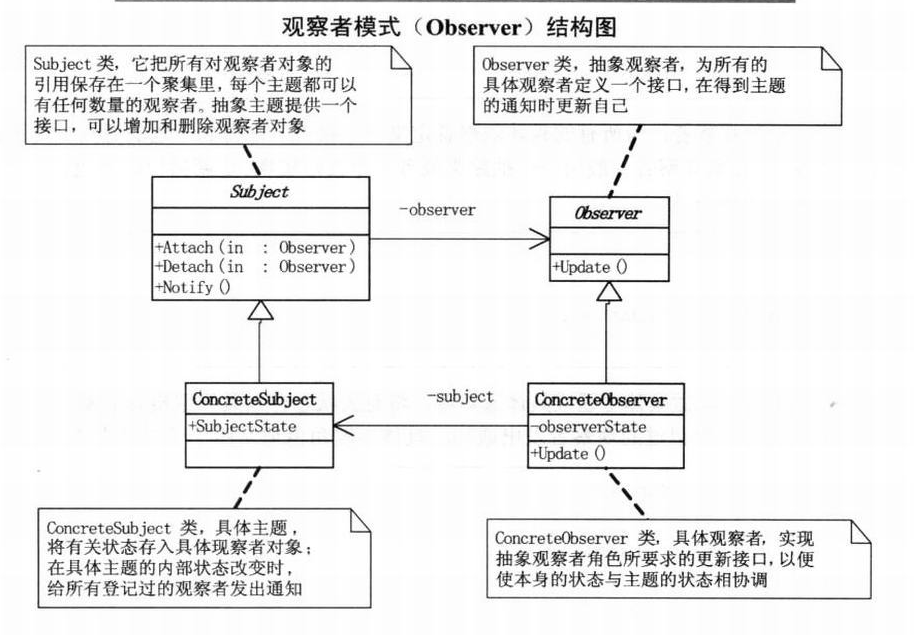 观察者模式（Observer）结构图
Subject 类，它把所有对观察者对象的
引用保存在一个聚集里，每个主题都可以
有任何数量的观察者。抽象主题提供一个
接口，可以增加和删除观察者对象
Observer 类，抽象观察者，为所有的
具体观察者定义一个接口，在得到主题
的通知时更新自己
Subject
+Attach(in : Observer)
+Detach(in : Observer)
+Notify()
-observer
Observer
+Update()
ConcreteSubject
+SubjectState
-subject
ConcreteObserver
-observerState
+Update()
ConcreteSubject 类，具体主题，
将有关状态存入具体现察者对象；
在具体主题的内部状态改变时，
给所有登记过的观察者发出通知
ConcreteObserver 类，具体观察者，实现
抽象观察者角色所要求的更新接口，以便
使本身的状态与主题的状态相协调